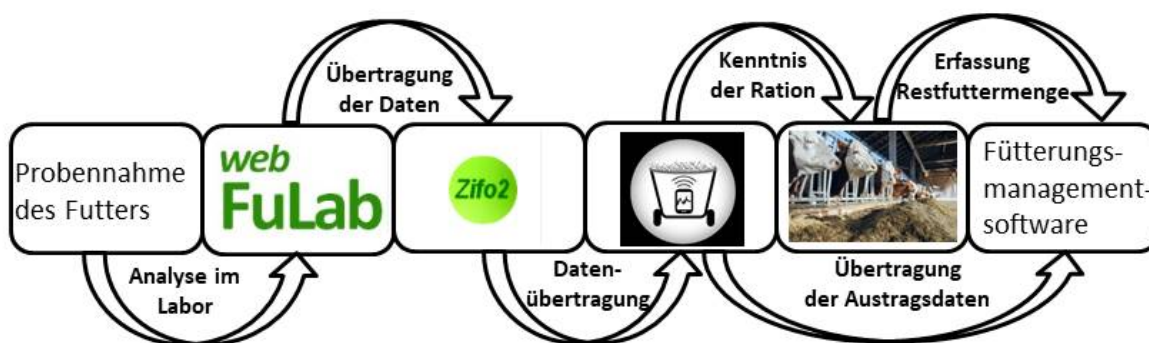 Übertragung
der Daten
Kenntnis
der Ration
Erfassung
Restfuttermenge
Probennahme
des Futters
web
FuLab
Zifo2
Fütterungs-
management-
software
Analyse im
Labor
Daten-
übertragung
Übertragung
der Austragsdaten